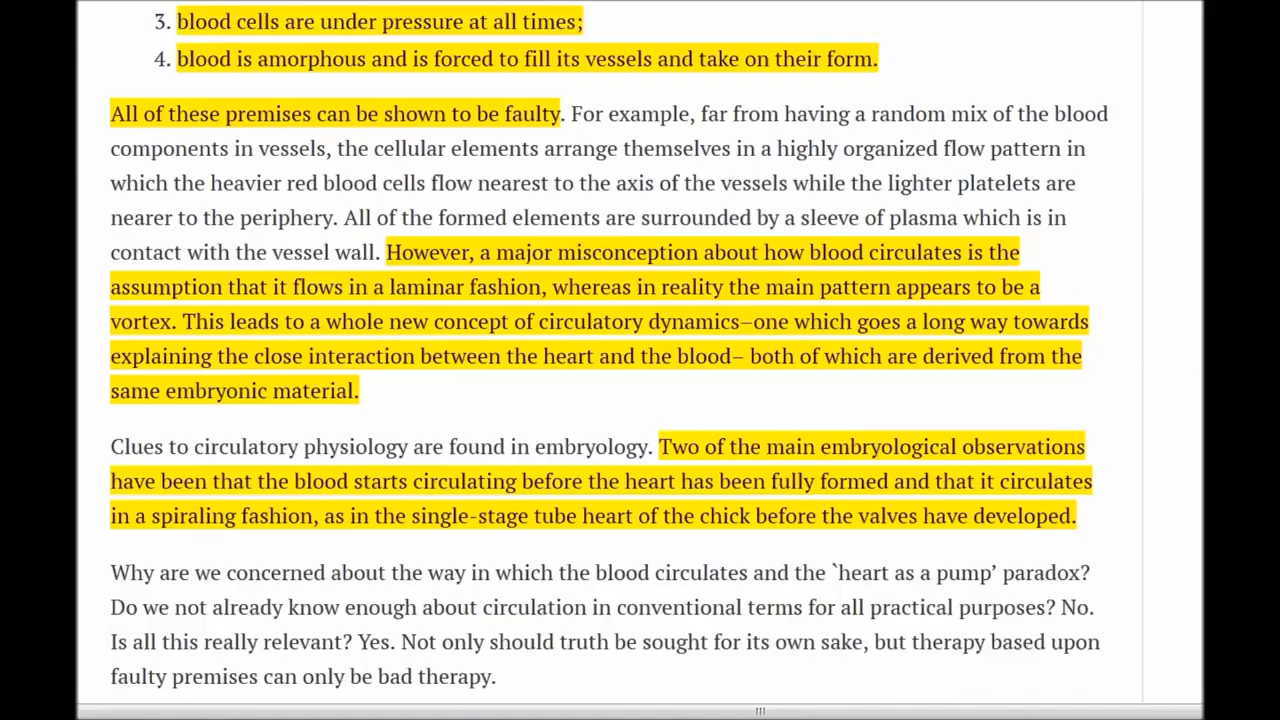 3. blood cells are under pressure at all times;
4. blood is amorphous and is forced to fill its vessels and take on their form.
All of these premises can be shown to be faulty. For example, far from having a random mix of the blood
components in vessels, the cellular elements arrange themselves in a highly organized flow pattern in
which the heavier red blood cells flow nearest to the axis of the vessels while the lighter platelets are
nearer to the periphery. All of the formed elements are surrounded by a sleeve of plasma which is in
contact with the vessel wall. However, a major misconception about how blood circulates is the
assumption that it flows in a laminar fashion, whereas in reality the main pattern appears to be a
vortex. This leads to a whole new concept of circulatory dynamics–one which goes a long way towards
explaining the close interaction between the heart and the blood– both of which are derived from the
same embryonic material.
Clues to circulatory physiology are found in embryology. Two of the main embryological observations
have been that the blood starts circulating before the heart has been fully formed and that it circulates
in a spiraling fashion, as in the single-stage tube heart of the chick before the valves have developed.
Why are we concerned about the way in which the blood circulates and the `heart as a pump’ paradox?
Do we not already know enough about circulation in conventional terms for all practical purposes? No.
Is all this really relevant? Yes. Not only should truth be sought for its own sake, but therapy based upon
faulty premises can only be bad therapy.